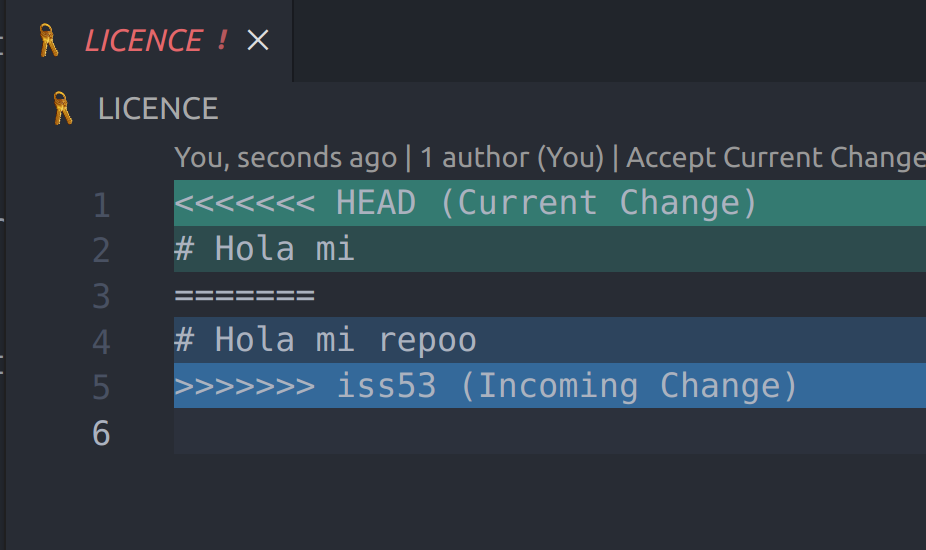 LICENCE !
LICENCE
You, seconds ago | 1 author (You) | Accept Current Change
1 <<<<<<< HEAD (Current Change)
2 # Hola mi
3 =======
4 # Hola mi repoo
5 >>>>>>> iss53 (Incoming Change)
6